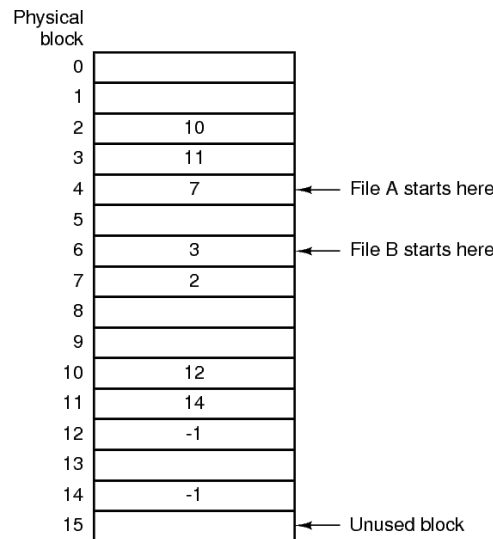 Physical
block
0
1
2 10
3 11
4 7 File A starts here
5
6 3 File B starts here
7 2
8
9
10 12
11 14
12 -1
13
14 -1
15 Unused block